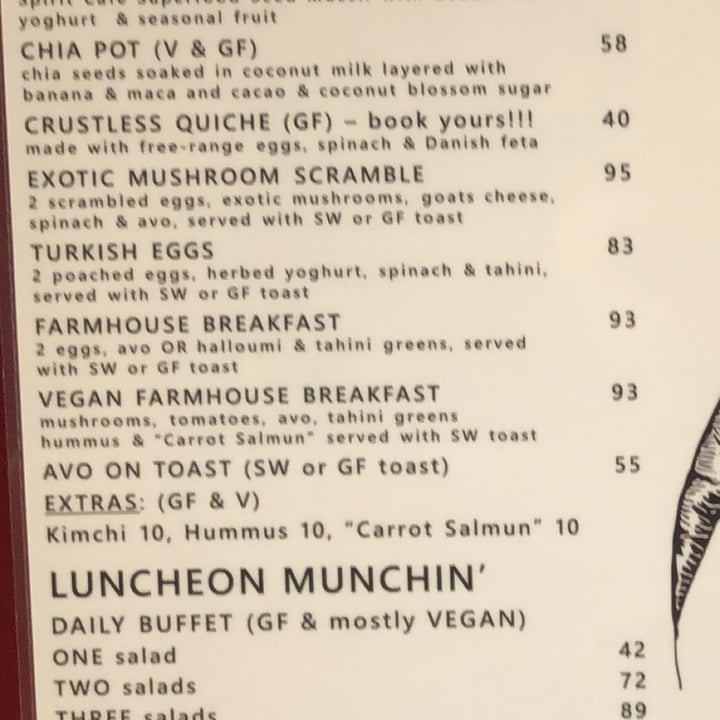 yoghurt & seasonal fruit
CHIA POT (V & GF) 58
chia seeds soaked in coconut milk layered with
banana & maca and cacao & coconut blossom sugar
CRUSTLESS QUICHE (GF) – book yours!!! 40
made with free-range eggs, spinach & Danish feta
EXOTIC MUSHROOM SCRAMBLE 95
2 scrambled eggs, exotic mushrooms, goats cheese,
spinach & avo, served with SW or GF toast
TURKISH EGGS 83
2 poached eggs, herbed yoghurt, spinach & tahini,
served with SW or GF toast
FARMHOUSE BREAKFAST 93
2 eggs, avo OR halloumi & tahini greens, served
with SW or GF toast
VEGAN FARMHOUSE BREAKFAST 93
mushrooms, tomatoes, avo, tahini greens
hummus & "Carrot Salmun" served with SW toast
AVO ON TOAST (SW or GF toast) 55
EXTRAS: (GF & V)
Kimchi 10, Hummus 10, "Carrot Salmun" 10
LUNCHEON MUNCHIN'
DAILY BUFFET (GF & mostly VEGAN)
ONE salad 42
TWO salads 72
THREE salads 89